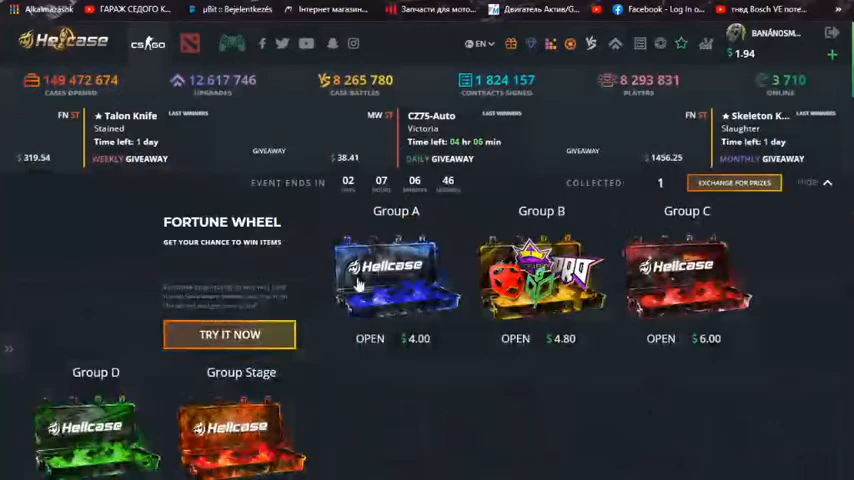 Alkalmazások ГАРАЖ СЕДОГО К... µBit :: Bejelentkezés Інтернет магазин... Запчасти для мото... Двигатель Актив/G... Facebook - Log In o... тнвд Bosch VE поте...
Hellcase CS:GO EN BANÁNOSM...
$ 1.94
149 472 674 12 617 746 8 265 780 1 824 157 8 293 831 3 710
CASES OPENED UPGRADES CASE BATTLES CONTRACTS SIGNED PLAYERS ONLINE
FN ST ★ Talon Knife LAST WINNERS MW ST CZ75-Auto LAST WINNERS FN ST ★ Skeleton K... LAST WINNERS
Stained Victoria Slaughter
Time left: 1 day Time left: 04 hr 06 min Time left: 1 day
$ 319.54 WEEKLY GIVEAWAY GIVEAWAY $ 38.41 DAILY GIVEAWAY GIVEAWAY $ 1456.25 MONTHLY GIVEAWAY
EVENT ENDS IN 02 07 06 46 COLLECTED: 1 EXCHANGE FOR PRIZES Hide
Group A Group B Group C
FORTUNE WHEEL
GET YOUR CHANCE TO WIN ITEMS
Hellcase PRO Hellcase
TRY IT NOW
OPEN $ 4.00 OPEN $ 4.80 OPEN $ 6.00
Group D Group Stage
Hellcase Hellcase